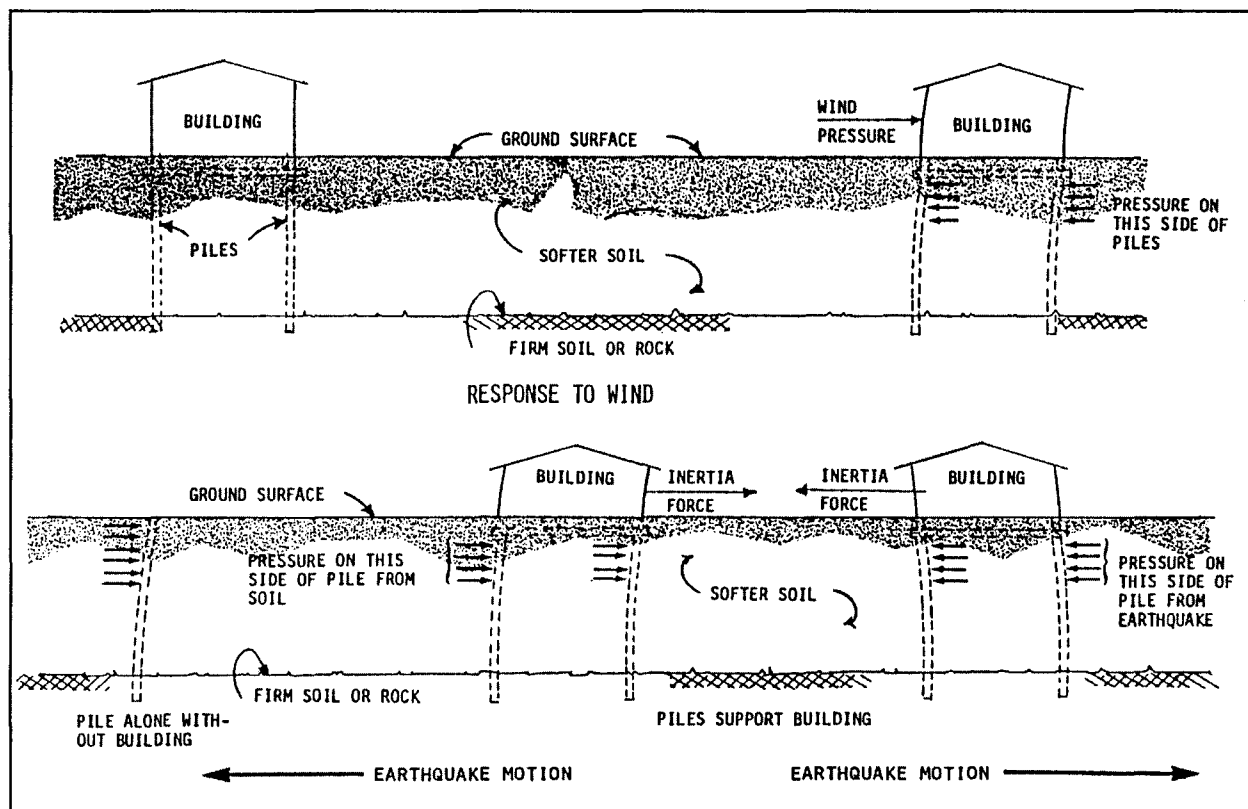 BUILDING
GROUND SURFACE
WIND
PRESSURE
BUILDING
PILES
SOFTER SOIL
PRESSURE ON
THIS SIDE OF
PILES
FIRM SOIL OR ROCK
RESPONSE TO WIND
GROUND SURFACE
BUILDING
INERTIA
FORCE
INERTIA
FORCE
BUILDING
PRESSURE ON THIS
SIDE OF PILE FROM
SOIL
SOFTER SOIL
PRESSURE ON
THIS SIDE OF
PILE FROM
EARTHQUAKE
FIRM SOIL OR ROCK
PILE ALONE WITH-
OUT BUILDING
PILES SUPPORT BUILDING
EARTHQUAKE MOTION
EARTHQUAKE MOTION